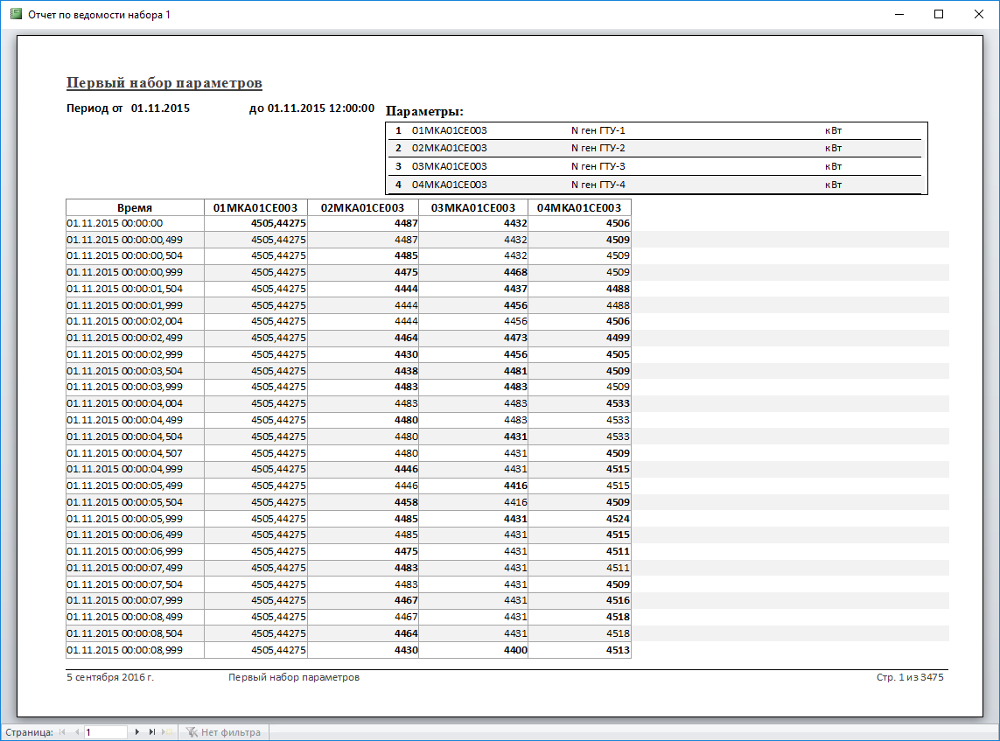 Отчет по ведомости набора 1
Первый набор параметров
Период от 01.11.2015 до 01.11.2015 12:00:00 Параметры:
1 01MKA01CE003 N ген ГТУ-1 кВт
2 02MKA01CE003 N ген ГТУ-2 кВт
3 03MKA01CE003 N ген ГТУ-3 кВт
4 04MKA01CE003 N ген ГТУ-4 кВт
Время 01MKA01CE003 02MKA01CE003 03MKA01CE003 04MKA01CE003
01.11.2015 00:00:00 4505,44275 4487 4432 4506
01.11.2015 00:00:00,499 4505,44275 4487 4432 4509
01.11.2015 00:00:00,504 4505,44275 4485 4432 4509
01.11.2015 00:00:00,999 4505,44275 4475 4468 4509
01.11.2015 00:00:01,504 4505,44275 4444 4437 4488
01.11.2015 00:00:01,999 4505,44275 4444 4456 4488
01.11.2015 00:00:02,004 4505,44275 4444 4456 4506
01.11.2015 00:00:02,499 4505,44275 4464 4473 4499
01.11.2015 00:00:02,999 4505,44275 4430 4456 4505
01.11.2015 00:00:03,504 4505,44275 4438 4481 4509
01.11.2015 00:00:03,999 4505,44275 4483 4483 4509
01.11.2015 00:00:04,004 4505,44275 4483 4483 4533
01.11.2015 00:00:04,499 4505,44275 4480 4483 4533
01.11.2015 00:00:04,504 4505,44275 4480 4431 4533
01.11.2015 00:00:04,507 4505,44275 4480 4431 4509
01.11.2015 00:00:04,999 4505,44275 4446 4431 4515
01.11.2015 00:00:05,499 4505,44275 4446 4416 4515
01.11.2015 00:00:05,504 4505,44275 4458 4416 4509
01.11.2015 00:00:05,999 4505,44275 4485 4431 4524
01.11.2015 00:00:06,499 4505,44275 4485 4431 4515
01.11.2015 00:00:06,999 4505,44275 4475 4431 4511
01.11.2015 00:00:07,499 4505,44275 4483 4431 4511
01.11.2015 00:00:07,504 4505,44275 4483 4431 4509
01.11.2015 00:00:07,999 4505,44275 4467 4431 4516
01.11.2015 00:00:08,499 4505,44275 4467 4431 4518
01.11.2015 00:00:08,504 4505,44275 4464 4431 4518
01.11.2015 00:00:08,999 4505,44275 4430 4400 4513
5 сентября 2016 г. Первый набор параметров Стр. 1 из 3475
Страница: 1 Нет фильтра